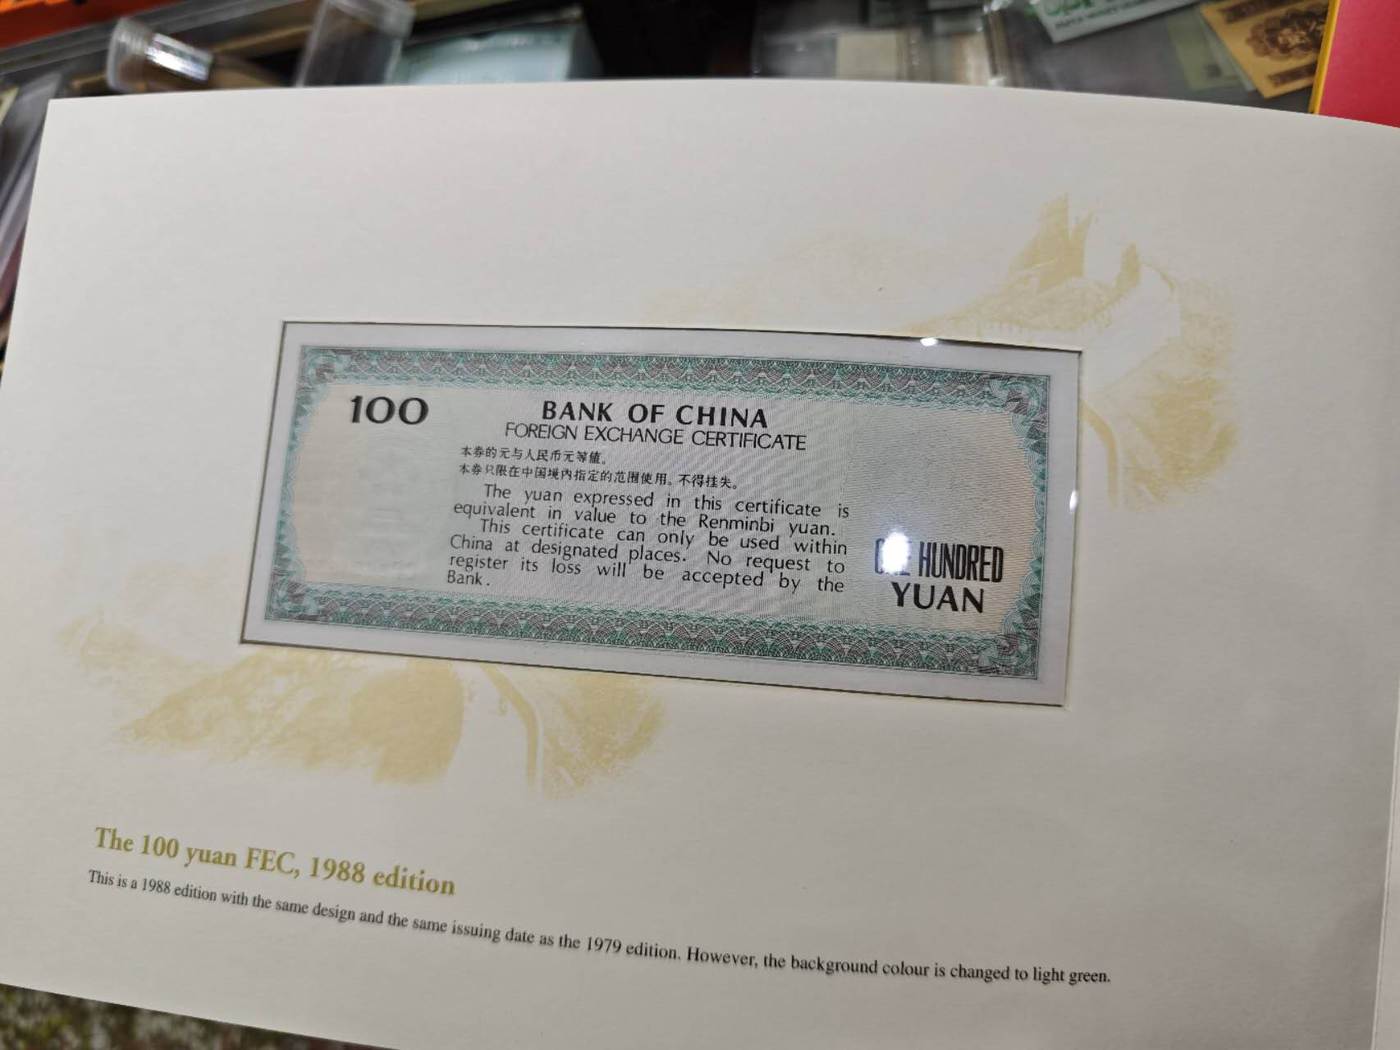 100
BANK OF CHINA
FOREIGN EXCHANGE CERTIFICATE
本券的元与人民币元等值。
本券只限在中国境内指定的范围使用。不得挂失。
The yuan expressed in this certificate is
equivalent in value to the Renminbi yuan.
This certificate can only be used within
China at designated places. No request to
register its loss will be accepted by the
Bank.
ONE HUNDRED
YUAN
The 100 yuan FEC, 1988 edition
This is a 1988 edition with the same design and the same issuing date as the 1979 edition. However, the background colour is changed to light green.